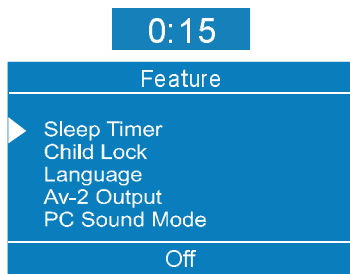 0:15
Feature
Sleep Timer
Child Lock
Language
Av-2 Output
PC Sound Mode
Off